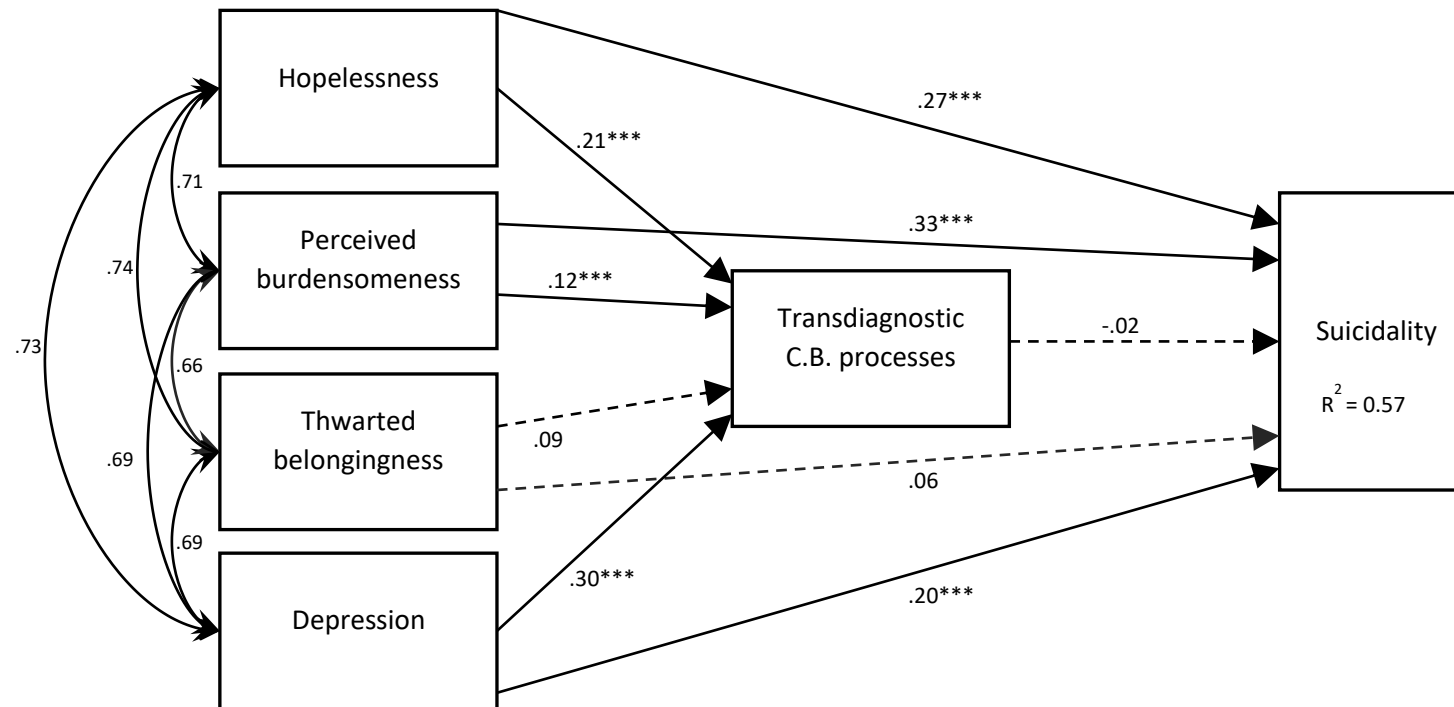 Hopelessness
.27***
.21***
.71
Perceived
burdensomeness
.33***
.12***
.74
Transdiagnostic
C.B. processes
-.02
Suicidality
R² = 0.57
.73
.66
Thwarted
belongingness
.09
.06
.69
.69
.30***
.20***
Depression